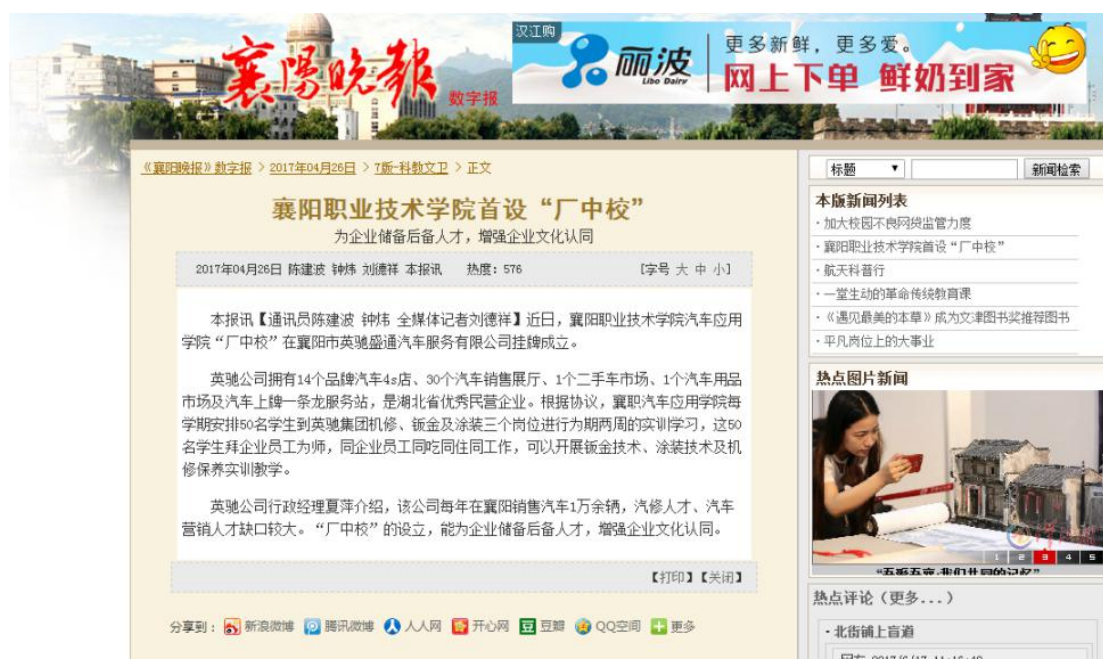 襄陽晚報
数字报
汉江购
丽波
Libo Dairy
更多新鲜，更多爱。
网上下单 鲜奶到家
《襄阳晚报》数字报 > 2017年04月26日 > 7版-科教文卫 > 正文
襄阳职业技术学院首设“厂中校”
为企业储备后备人才，增强企业文化认同
2017年04月26日 陈建波 钟炜 刘德祥 本报讯 热度：576 [字号 大 中 小]
本报讯【通讯员陈建波 钟炜 全媒体记者刘德祥】近日，襄阳职业技术学院汽车应用
学院“厂中校”在襄阳市英驰盛通汽车服务有限公司挂牌成立。
英驰公司拥有14个品牌汽车4s店、30个汽车销售展厅、1个二手车市场、1个汽车用品
市场及汽车上牌一条龙服务站，是湖北省优秀民营企业。根据协议，襄职汽车应用学院每
学期安排50名学生到英驰集团机修、钣金及涂装三个岗位进行为期两周的实训学习，这50
名学生拜企业员工为师，同企业员工同吃同住同工作，可以开展钣金技术、涂装技术及机
修保养实训教学。
英驰公司行政经理夏萍介绍，该公司每年在襄阳销售汽车1万余辆，汽修人才、汽车
营销人才缺口较大。“厂中校”的设立，能为企业储备后备人才，增强企业文化认同。
【打印】【关闭】
分享到： 新浪微博 腾讯微博 人人网 开心网 豆瓣 QQ空间 更多
标题 新闻检索
本版新闻列表
·加大校园不良网贷监管力度
·襄阳职业技术学院首设“厂中校”
·航天科普行
·一堂生动的革命传统教育课
·《遇见最美的本草》成为文津图书奖推荐图书
·平凡岗位上的大事业
热点图片新闻
1 2 3 4 5
热点评论（更多...）
·北街铺上盲道